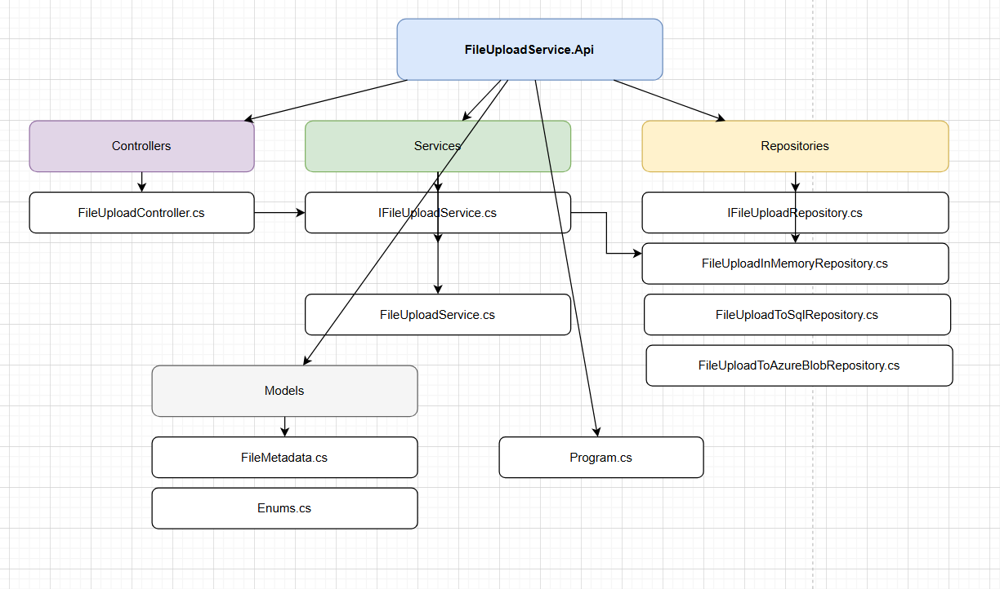 FileUploadService.Api
Controllers
Services
Repositories
FileUploadController.cs
IFileUploadService.cs
IFileUploadRepository.cs
FileUploadInMemoryRepository.cs
FileUploadService.cs
FileUploadToSqlRepository.cs
FileUploadToAzureBlobRepository.cs
Models
FileMetadata.cs
Program.cs
Enums.cs